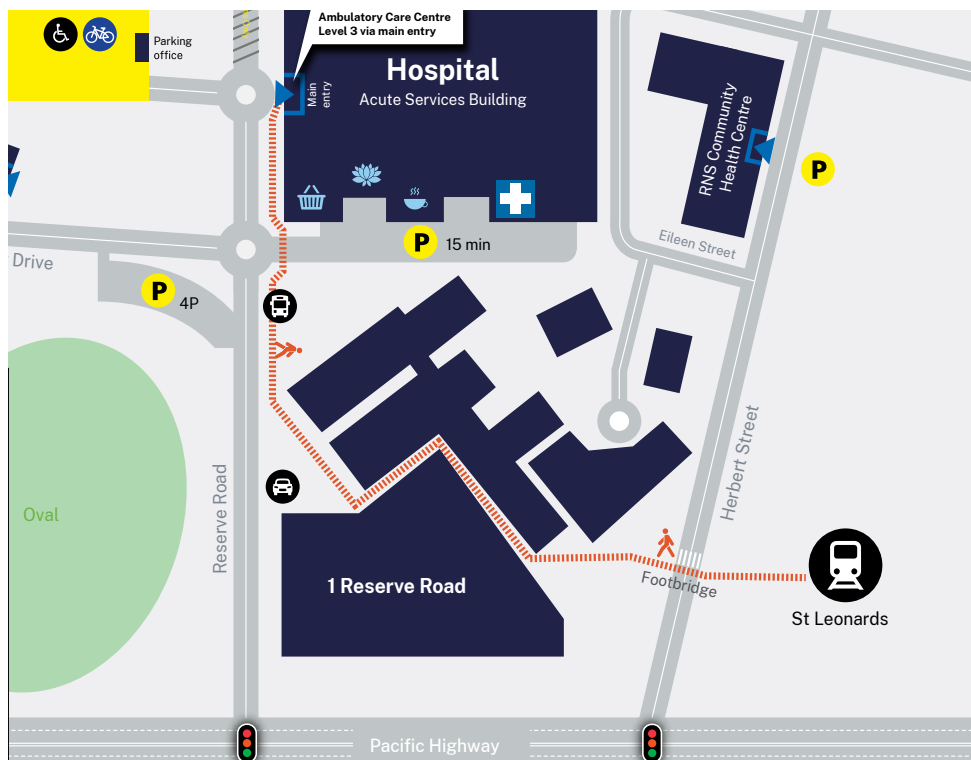 Ambulatory Care Centre
Level 3 via main entry
Parking
office
Main
entry
Hospital
Acute Services Building
RNS Community
Health Centre
P
Eileen Street
P
15 min
Drive
P
4P
Herbert Street
Reserve Road
Oval
1 Reserve Road
Footbridge
St Leonards
Pacific Highway